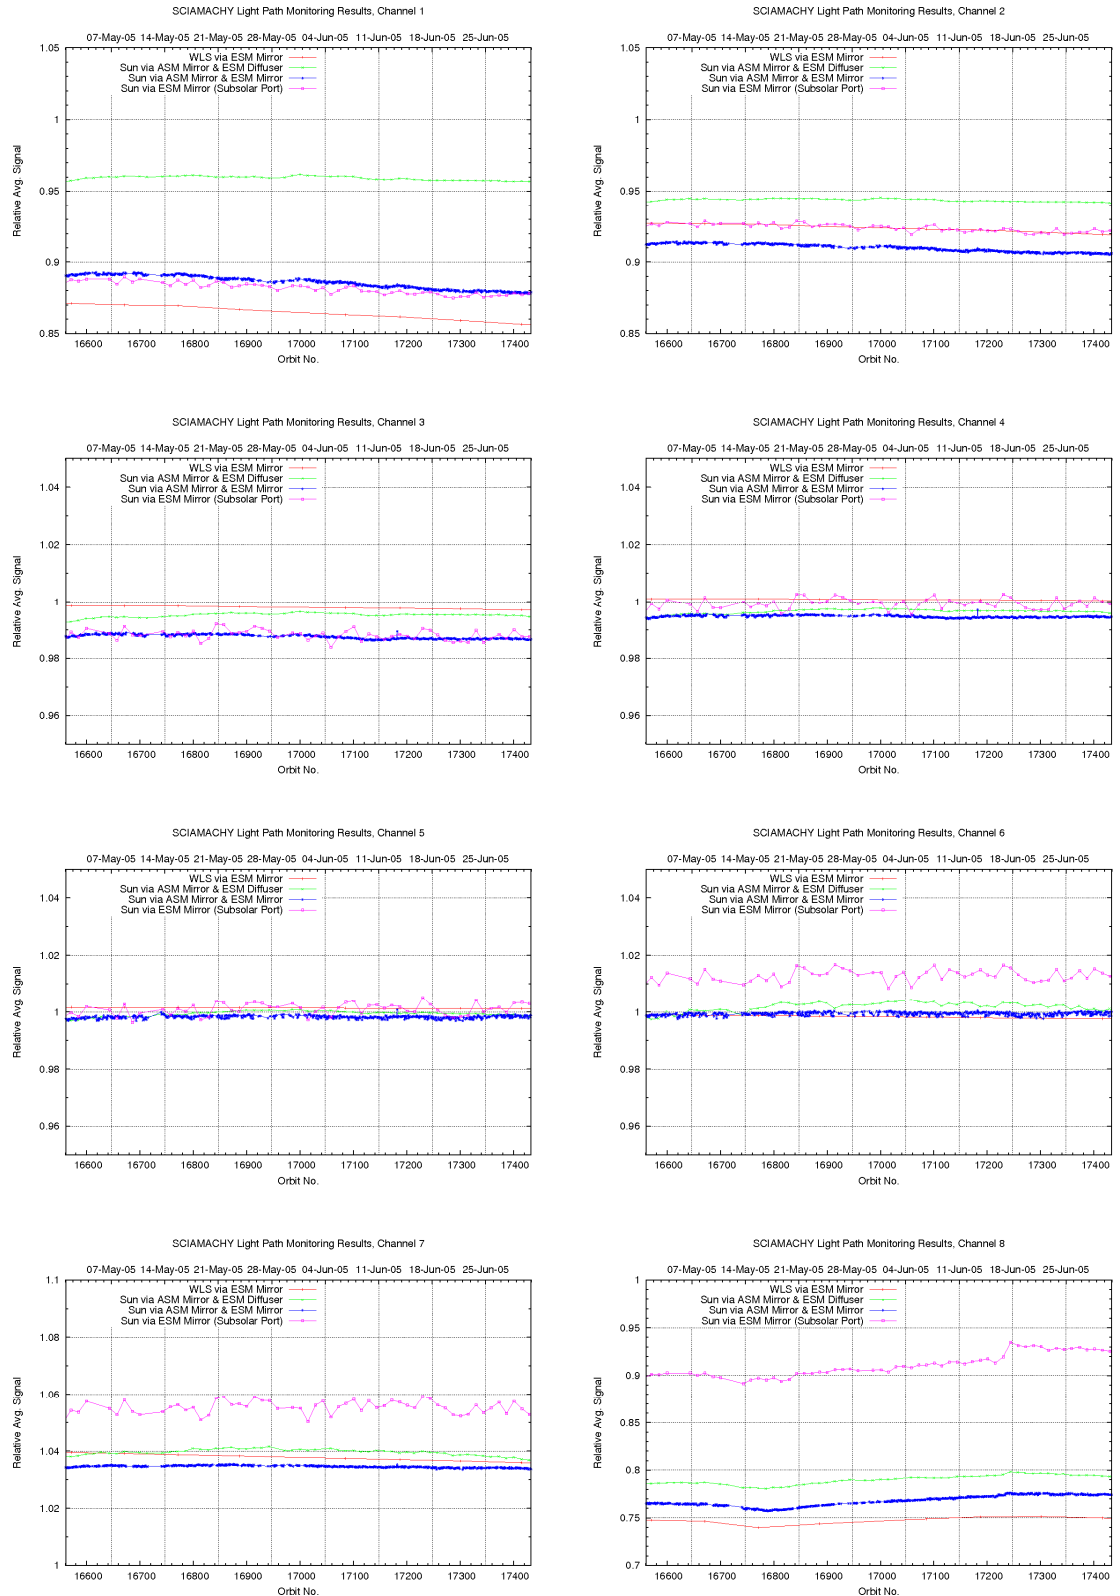 SCIAMACHY Light Path Monitoring Results, Channel 1
07-May-05 14-May-05 21-May-05 28-May-05 04-Jun-05 11-Jun-05 18-Jun-05 25-Jun-05
WLS via ESM Mirror
Sun via ASM Mirror & ESM Diffuser
Sun via ASM Mirror & ESM Mirror
Sun via ESM Mirror (Subsolar Port)
1.05
1
0.95
0.9
0.85
Relative Avg. Signal
16600 16700 16800 16900 17000 17100 17200 17300 17400
Orbit No.
SCIAMACHY Light Path Monitoring Results, Channel 2
07-May-05 14-May-05 21-May-05 28-May-05 04-Jun-05 11-Jun-05 18-Jun-05 25-Jun-05
WLS via ESM Mirror
Sun via ASM Mirror & ESM Diffuser
Sun via ASM Mirror & ESM Mirror
Sun via ESM Mirror (Subsolar Port)
1.05
1
0.95
0.9
0.85
Relative Avg. Signal
16600 16700 16800 16900 17000 17100 17200 17300 17400
Orbit No.
SCIAMACHY Light Path Monitoring Results, Channel 3
07-May-05 14-May-05 21-May-05 28-May-05 04-Jun-05 11-Jun-05 18-Jun-05 25-Jun-05
WLS via ESM Mirror
Sun via ASM Mirror & ESM Diffuser
Sun via ASM Mirror & ESM Mirror
Sun via ESM Mirror (Subsolar Port)
1.04
1.02
1
0.98
0.96
Relative Avg. Signal
16600 16700 16800 16900 17000 17100 17200 17300 17400
Orbit No.
SCIAMACHY Light Path Monitoring Results, Channel 4
07-May-05 14-May-05 21-May-05 28-May-05 04-Jun-05 11-Jun-05 18-Jun-05 25-Jun-05
WLS via ESM Mirror
Sun via ASM Mirror & ESM Diffuser
Sun via ASM Mirror & ESM Mirror
Sun via ESM Mirror (Subsolar Port)
1.04
1.02
1
0.98
0.96
Relative Avg. Signal
16600 16700 16800 16900 17000 17100 17200 17300 17400
Orbit No.
SCIAMACHY Light Path Monitoring Results, Channel 5
07-May-05 14-May-05 21-May-05 28-May-05 04-Jun-05 11-Jun-05 18-Jun-05 25-Jun-05
WLS via ESM Mirror
Sun via ASM Mirror & ESM Diffuser
Sun via ASM Mirror & ESM Mirror
Sun via ESM Mirror (Subsolar Port)
1.04
1.02
1
0.98
0.96
Relative Avg. Signal
16600 16700 16800 16900 17000 17100 17200 17300 17400
Orbit No.
SCIAMACHY Light Path Monitoring Results, Channel 6
07-May-05 14-May-05 21-May-05 28-May-05 04-Jun-05 11-Jun-05 18-Jun-05 25-Jun-05
WLS via ESM Mirror
Sun via ASM Mirror & ESM Diffuser
Sun via ASM Mirror & ESM Mirror
Sun via ESM Mirror (Subsolar Port)
1.04
1.02
1
0.98
0.96
Relative Avg. Signal
16600 16700 16800 16900 17000 17100 17200 17300 17400
Orbit No.
SCIAMACHY Light Path Monitoring Results, Channel 7
07-May-05 14-May-05 21-May-05 28-May-05 04-Jun-05 11-Jun-05 18-Jun-05 25-Jun-05
WLS via ESM Mirror
Sun via ASM Mirror & ESM Diffuser
Sun via ASM Mirror & ESM Mirror
Sun via ESM Mirror (Subsolar Port)
1.1
1.08
1.06
1.04
1.02
1
Relative Avg. Signal
16600 16700 16800 16900 17000 17100 17200 17300 17400
Orbit No.
SCIAMACHY Light Path Monitoring Results, Channel 8
07-May-05 14-May-05 21-May-05 28-May-05 04-Jun-05 11-Jun-05 18-Jun-05 25-Jun-05
WLS via ESM Mirror
Sun via ASM Mirror & ESM Diffuser
Sun via ASM Mirror & ESM Mirror
Sun via ESM Mirror (Subsolar Port)
1
0.95
0.9
0.85
0.8
0.75
0.7
Relative Avg. Signal
16600 16700 16800 16900 17000 17100 17200 17300 17400
Orbit No.